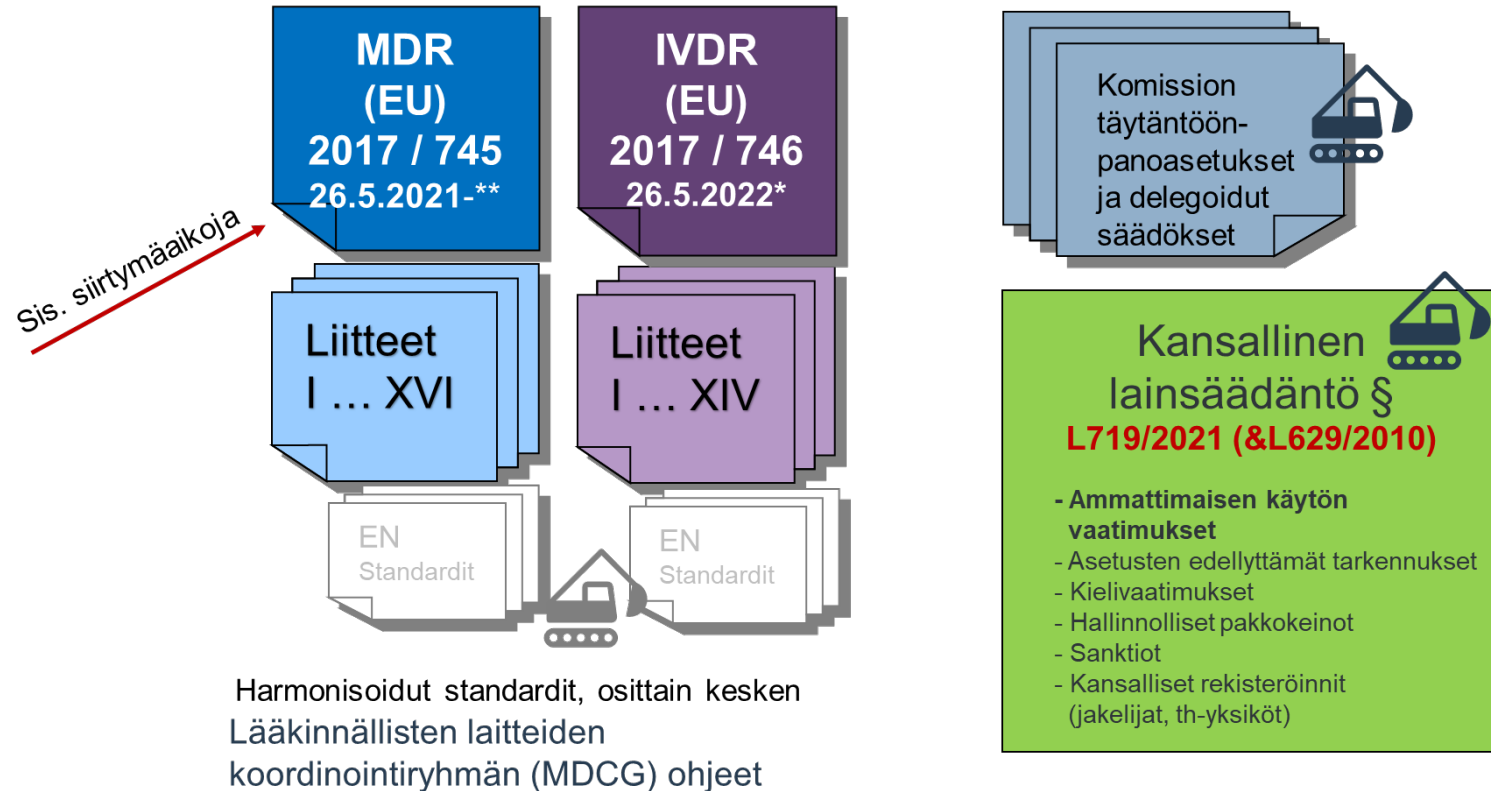 MDR
(EU)
2017 / 745
26.5.2021-**
IVDR
(EU)
2017 / 746
26.5.2022*
Komission
täytäntöön-
panoasetukset
ja delegoidut
säädökset
Sis. siirtymäaikoja
Liitteet
I ... XVI
Liitteet
I ... XIV
EN
Standardit
EN
Standardit
Harmonisoidut standardit, osittain kesken
Lääkinnällisten laitteiden
koordinointiryhmän (MDCG) ohjeet
Kansallinen
lainsäädäntö §
L719/2021 (&L629/2010)
- Ammattimaisen käytön
vaatimukset
- Asetusten edellyttämät tarkennukset
- Kielivaatimukset
- Hallinnolliset pakkokeinot
- Sanktiot
- Kansalliset rekisteröinnit
(jakelijat, th-yksiköt)